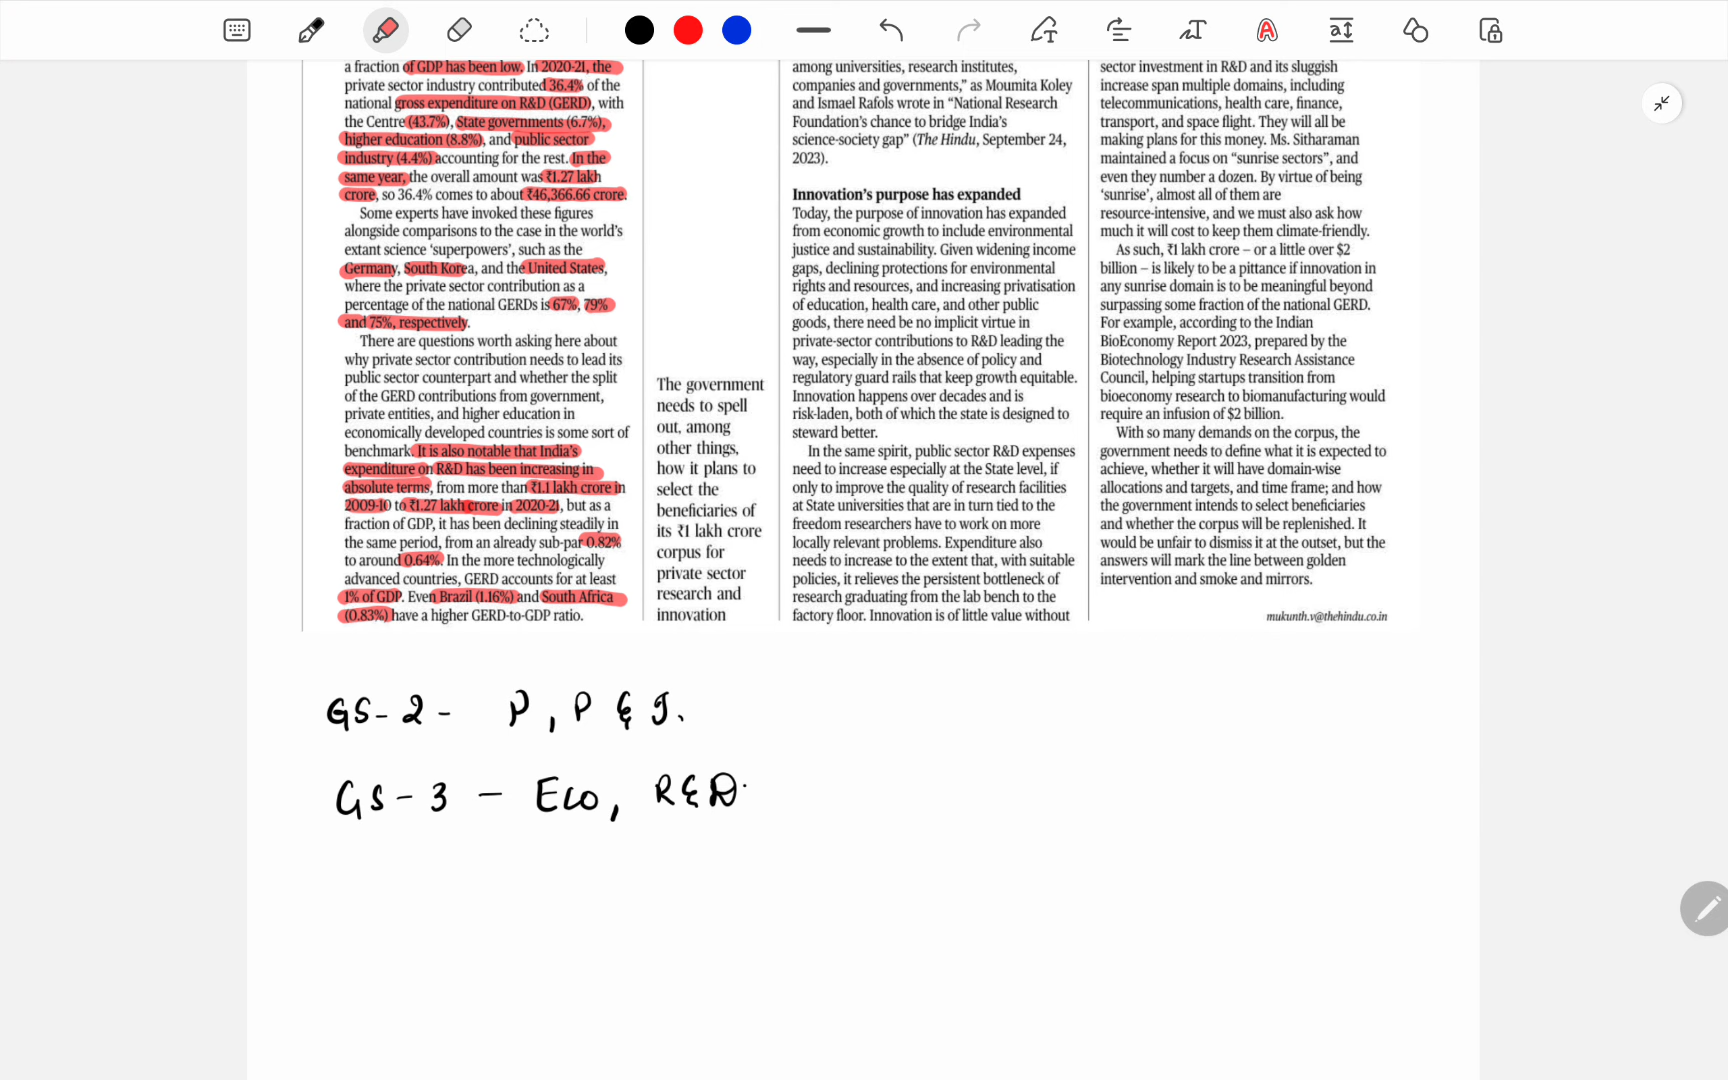 a fraction of GDP has been low. In 2020-21, the
private sector industry contributed 36.4% of the
national gross expenditure on R&D (GERD), with
the Centre (43.7%), State governments (6.7%),
higher education (8.8%), and public sector
industry (4.4%) accounting for the rest. In the
same year, the overall amount was ₹1.27 lakh
crore, so 36.4% comes to about ₹46,366.66 crore.
Some experts have invoked these figures
alongside comparisons to the case in the world's
extant science 'superpowers', such as the
Germany, South Korea, and the United States,
where the private sector contribution as a
percentage of the national GERDs is 67%, 79%
and 75%, respectively.
There are questions worth asking here about
why private sector contribution needs to lead its
public sector counterpart and whether the split
of the GERD contributions from government,
private entities, and higher education in
economically developed countries is some sort of
benchmark. It is also notable that India's
expenditure on R&D has been increasing in
absolute terms, from more than ₹1.1 lakh crore in
2009-10 to ₹1.27 lakh crore in 2020-21, but as a
fraction of GDP, it has been declining steadily in
the same period, from an already sub-par 0.82%
to around 0.64%. In the more technologically
advanced countries, GERD accounts for at least
1% of GDP. Even Brazil (1.16%) and South Africa
(0.83%) have a higher GERD-to-GDP ratio.
The government
needs to spell
out, among
other things,
how it plans to
select the
beneficiaries of
its ₹1 lakh crore
corpus for
private sector
research and
innovation
among universities, research institutes,
companies and governments," as Moumita Koley
and Ismael Rafols wrote in "National Research
Foundation's chance to bridge India's
science-society gap" (The Hindu, September 24,
2023).
Innovation's purpose has expanded
Today, the purpose of innovation has expanded
from economic growth to include environmental
justice and sustainability. Given widening income
gaps, declining protections for environmental
rights and resources, and increasing privatisation
of education, health care, and other public
goods, there need be no implicit virtue in
private-sector contributions to R&D leading the
way, especially in the absence of policy and
regulatory guard rails that keep growth equitable.
Innovation happens over decades and is
risk-laden, both of which the state is designed to
steward better.
In the same spirit, public sector R&D expenses
need to increase especially at the State level, if
only to improve the quality of research facilities
at State universities that are in turn tied to the
freedom researchers have to work on more
locally relevant problems. Expenditure also
needs to increase to the extent that, with suitable
policies, it relieves the persistent bottleneck of
research graduating from the lab bench to the
factory floor. Innovation is of little value without
sector investment in R&D and its sluggish
increase span multiple domains, including
telecommunications, health care, finance,
transport, and space flight. They will all be
making plans for this money. Ms. Sitharaman
maintained a focus on "sunrise sectors", and
even they number a dozen. By virtue of being
'sunrise', almost all of them are
resource-intensive, and we must also ask how
much it will cost to keep them climate-friendly.
As such, ₹1 lakh crore – or a little over $2
billion – is likely to be a pittance if innovation in
any sunrise domain is to be meaningful beyond
surpassing some fraction of the national GERD.
For example, according to the Indian
BioEconomy Report 2023, prepared by the
Biotechnology Industry Research Assistance
Council, helping startups transition from
bioeconomy research to biomanufacturing would
require an infusion of $2 billion.
With so many demands on the corpus, the
government needs to define what it is expected to
achieve, whether it will have domain-wise
allocations and targets, and time frame; and how
the government intends to select beneficiaries
and whether the corpus will be replenished. It
would be unfair to dismiss it at the outset, but the
answers will mark the line between golden
intervention and smoke and mirrors.
mukunth.v@thehindu.co.in
GS-2- P, P & I.
GS-3 - Eco, R&D.